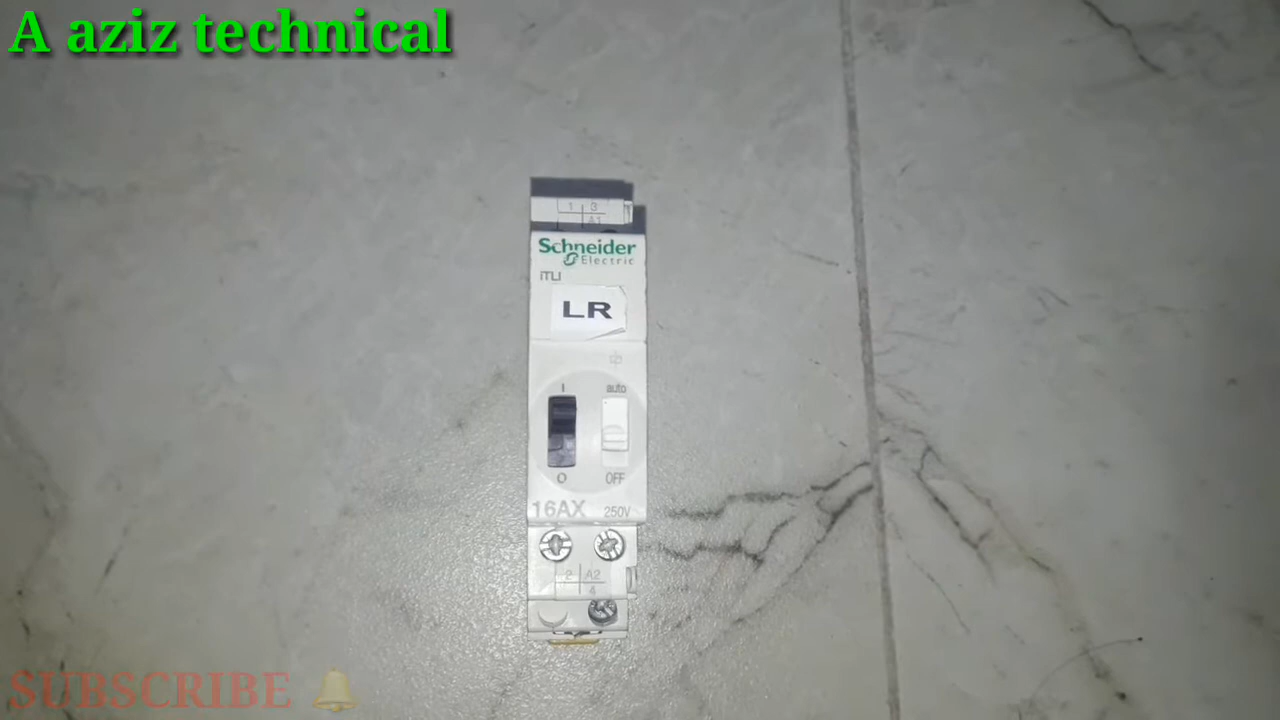 A aziz technical
1 3
A1
Schneider
Electric
iTLI
LR
I auto
O OFF
16AX 250V
2 A2
4
SUBSCRIBE